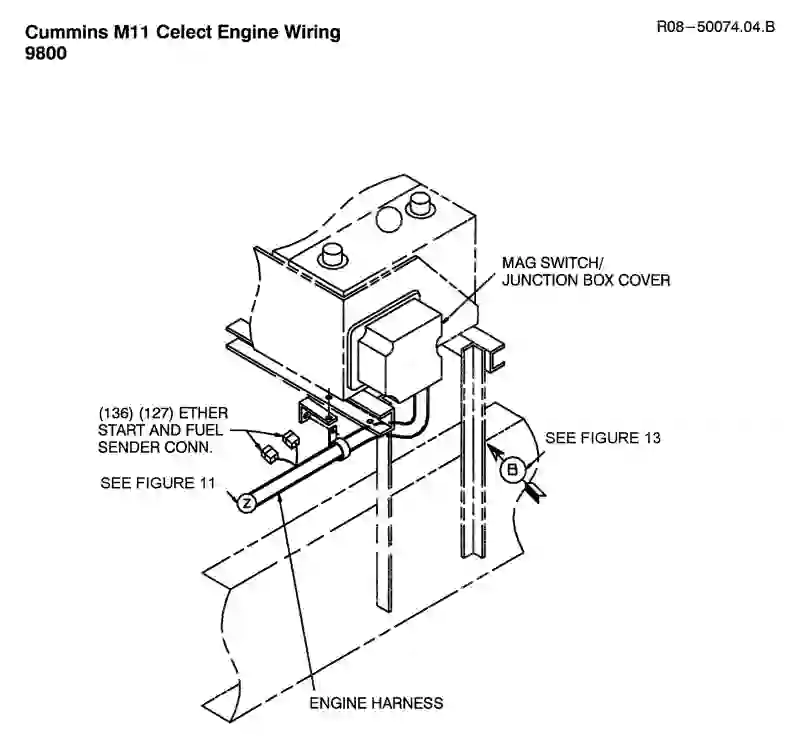 Cummins M11 Celect Engine Wiring
9800
R08-50074.04.B
MAG SWITCH/
JUNCTION BOX COVER
(136) (127) ETHER
START AND FUEL
SENDER CONN.
SEE FIGURE 13
B
SEE FIGURE 11
Z
ENGINE HARNESS